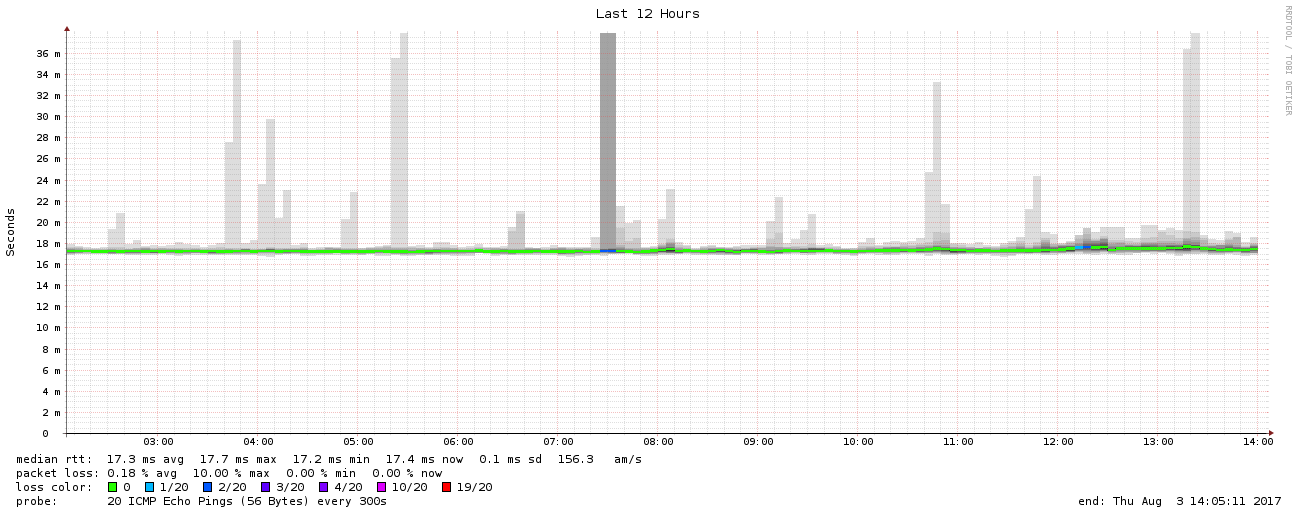 Last 12 Hours
RRDTOOL / TOBI OETIKER
Seconds
36 m
34 m
32 m
30 m
28 m
26 m
24 m
22 m
20 m
18 m
16 m
14 m
12 m
10 m
8 m
6 m
4 m
2 m
0
03:00 04:00 05:00 06:00 07:00 08:00 09:00 10:00 11:00 12:00 13:00 14:00
median rtt: 17.3 ms avg 17.7 ms max 17.2 ms min 17.4 ms now 0.1 ms sd 156.3 am/s
packet loss: 0.18 % avg 10.00 % max 0.00 % min 0.00 % now
loss color: 0 1/20 2/20 3/20 4/20 10/20 19/20
probe: 20 ICMP Echo Pings (56 Bytes) every 300s end: Thu Aug 3 14:05:11 2017